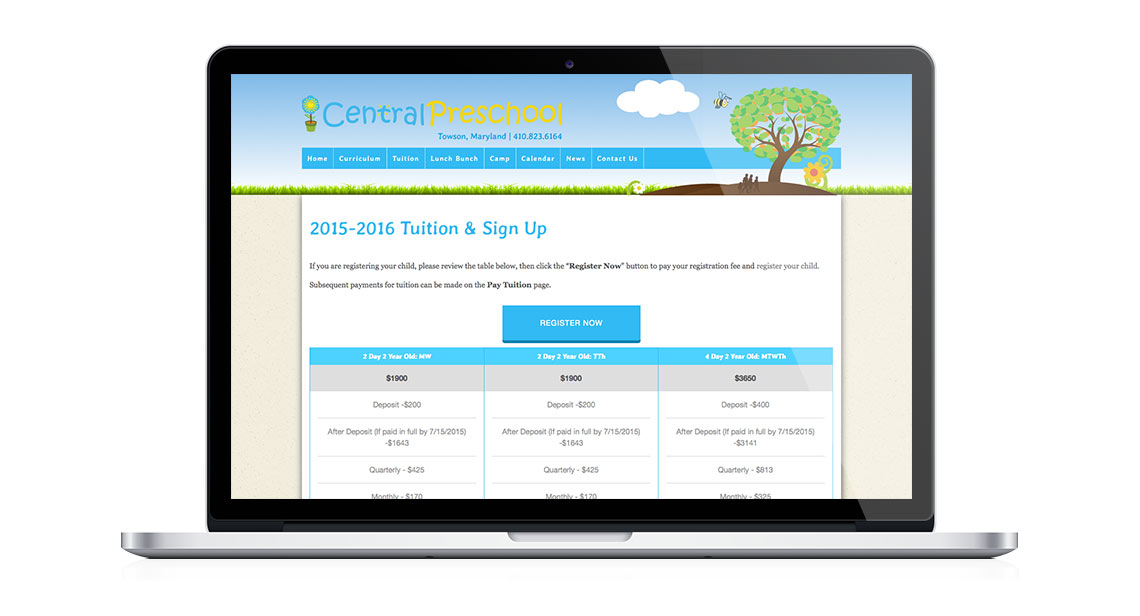 Central Preschool
Towson, Maryland | 410.823.6164
Home Curriculum Tuition Lunch Bunch Camp Calendar News Contact Us
2015-2016 Tuition & Sign Up
If you are registering your child, please review the table below, then click the “Register Now” button to pay your registration fee and register your child.
Subsequent payments for tuition can be made on the Pay Tuition page.
REGISTER NOW
2 Day 2 Year Old: MW 2 Day 2 Year Old: TTh 4 Day 2 Year Old: MTWTh
$1900 $1900 $3650
Deposit -$200 Deposit -$200 Deposit -$400
After Deposit (If paid in full by 7/15/2015) After Deposit (If paid in full by 7/15/2015) After Deposit (If paid in full by 7/15/2015)
-$1643 -$1643 -$3141
Quarterly - $425 Quarterly - $425 Quarterly - $813
Monthly - $170 Monthly - $170 Monthly - $325